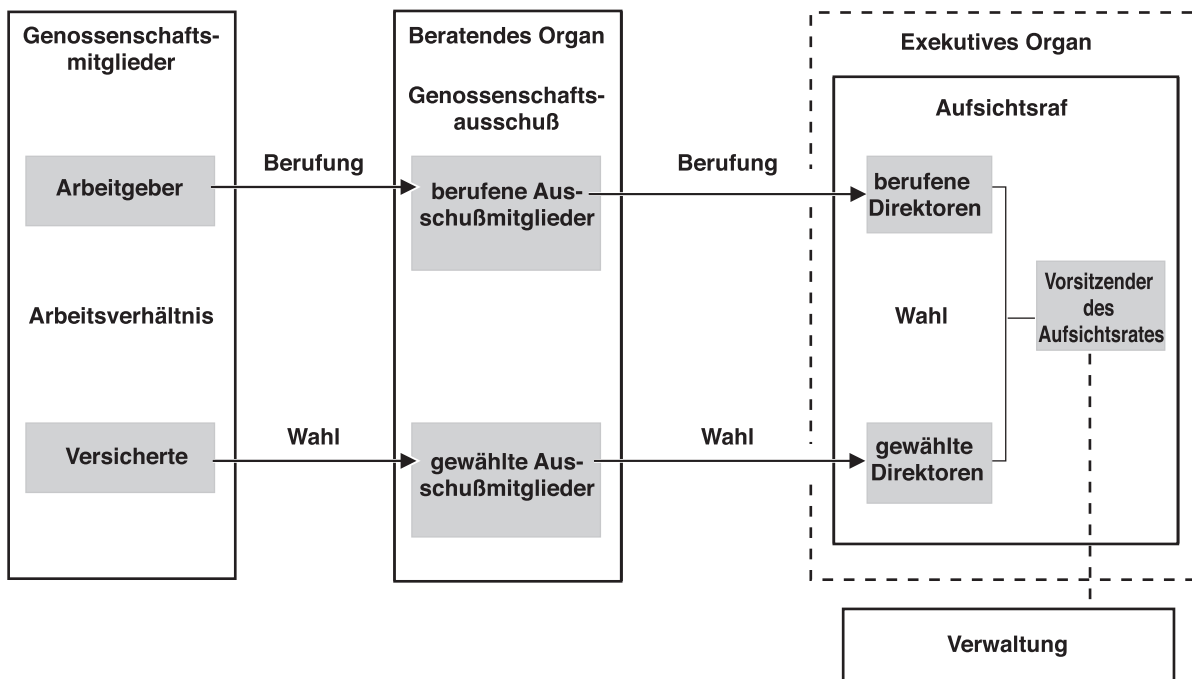 Genossenschafts-
mitglieder
Arbeitgeber
Arbeitsverhältnis
Versicherte
Berufung
Wahl
Beratendes Organ
Genossenschafts-
ausschuß
berufene Aus-
schußmitglieder
gewählte Aus-
schußmitglieder
Berufung
Wahl
Exekutives Organ
Aufsichtsraf
berufene
Direktoren
Wahl
gewählte
Direktoren
Vorsitzender
des
Aufsichtsrates
Verwaltung